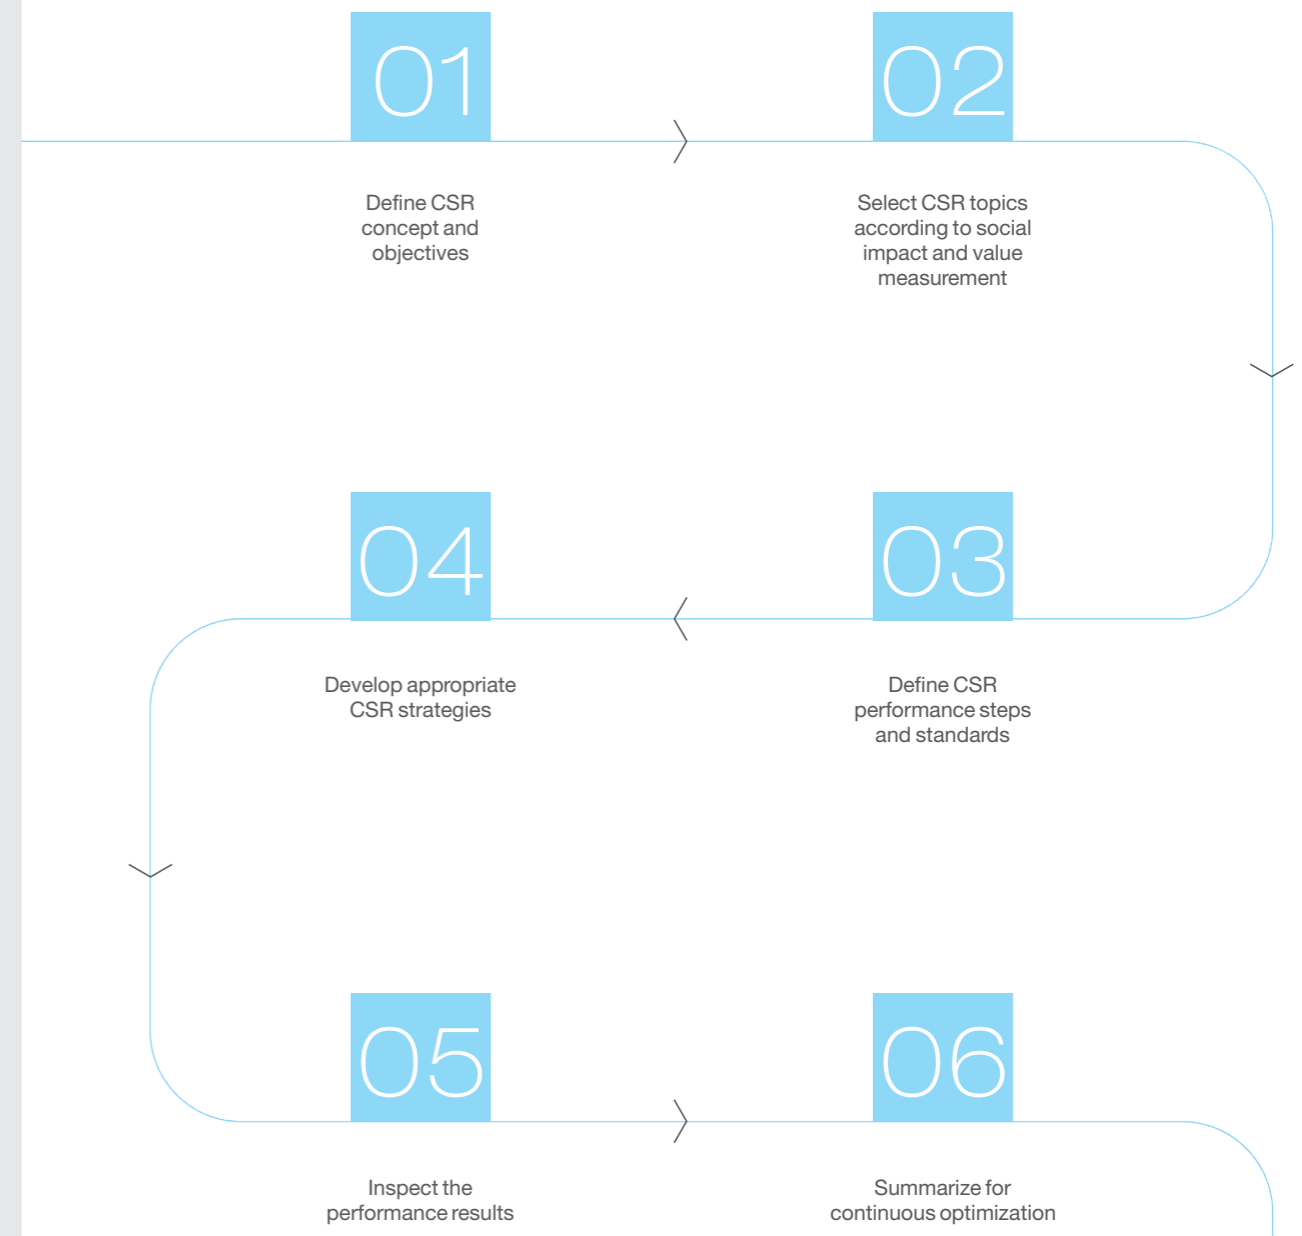 01
Define CSR
concept and
objectives
02
Select CSR topics
according to social
impact and value
measurement
03
Define CSR
performance steps
and standards
04
Develop appropriate
CSR strategies
05
Inspect the
performance results
06
Summarize for
continuous optimization